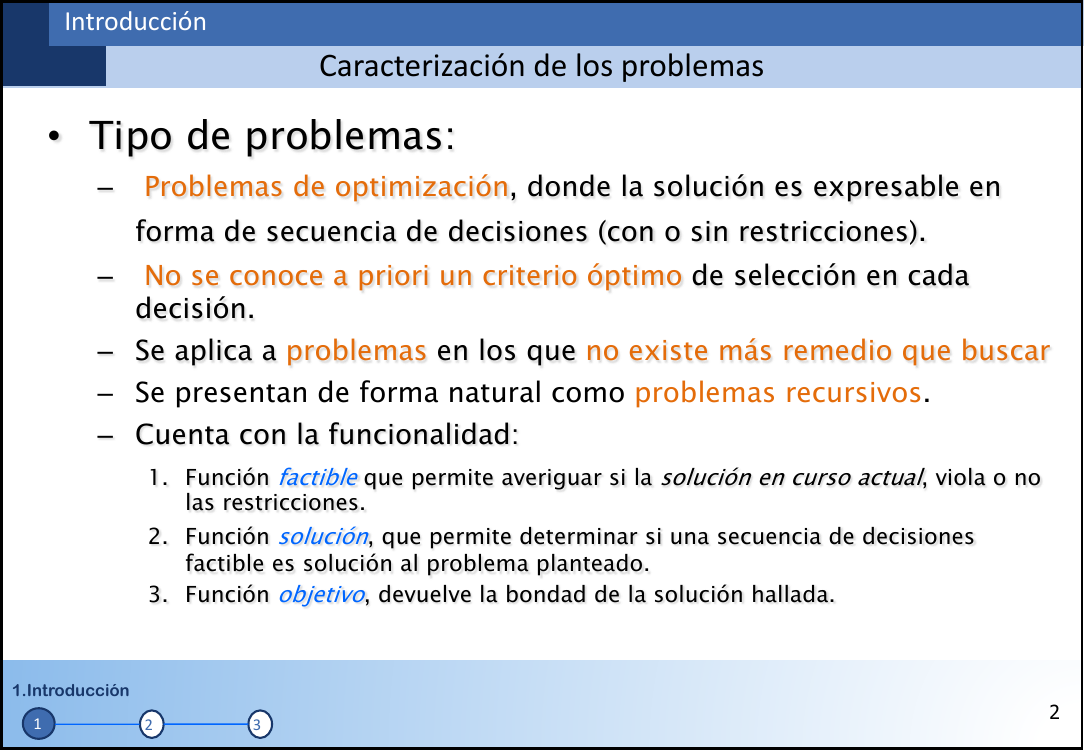 Introducción
Caracterización de los problemas
• Tipo de problemas:
– Problemas de optimización, donde la solución es expresable en
forma de secuencia de decisiones (con o sin restricciones).
– No se conoce a priori un criterio óptimo de selección en cada
decisión.
– Se aplica a problemas en los que no existe más remedio que buscar
– Se presentan de forma natural como problemas recursivos.
– Cuenta con la funcionalidad:
1. Función factible que permite averiguar si la solución en curso actual, viola o no
las restricciones.
2. Función solución, que permite determinar si una secuencia de decisiones
factible es solución al problema planteado.
3. Función objetivo, devuelve la bondad de la solución hallada.
1.Introducción
1 2 3
2